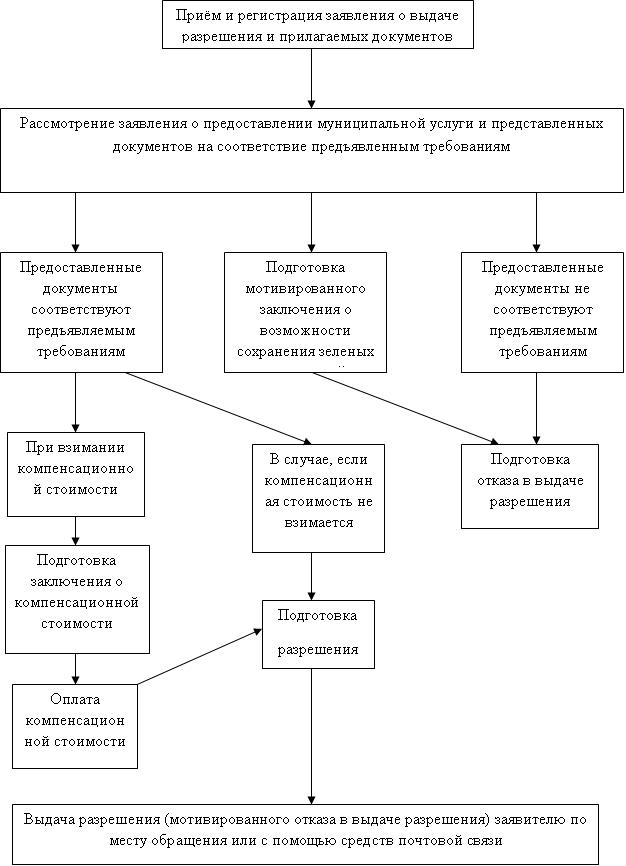 Приём и регистрация заявления о выдаче
разрешения и прилагаемых документов
Рассмотрение заявления о предоставлении муниципальной услуги и представленных
документов на соответствие предъявленным требованиям
Предоставленные
документы
соответствуют
предъявляемым
требованиям
Подготовка
мотивированного
заключения о
возможности
сохранения зеленых
Предоставленные
документы не
соответствуют
предъявляемым
требованиям
При взимании
компенсационно
й стоимости
В случае, если
компенсационн
ая стоимость не
взимается
Подготовка
отказа в выдаче
разрешения
Подготовка
заключения о
компенсационной
стоимости
Подготовка
разрешения
Оплата
компенсацион
ной стоимости
Выдача разрешения (мотивированного отказа в выдаче разрешения) заявителю по
месту обращения или с помощью средств почтовой связи